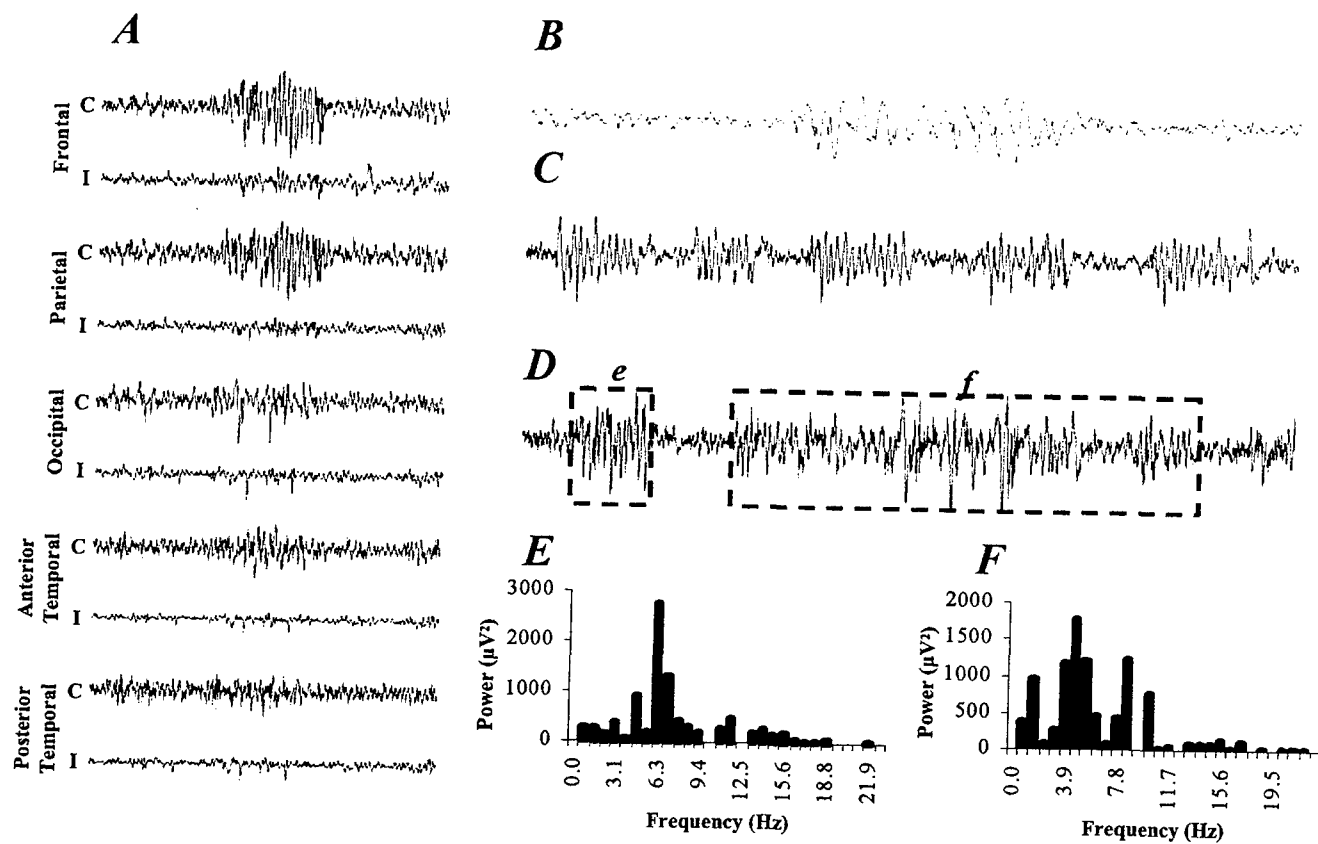 A
Frontal
C
I
Parietal
C
I
Occipital
C
I
Anterior
Temporal
C
I
Posterior
Temporal
C
I
B
C
D
e
f
E
Power (µV²)
3000
2000
1000
0
0.0 3.1 6.3 9.4 12.5 15.6 18.8 21.9
Frequency (Hz)
F
Power (µV²)
2000
1500
1000
500
0
0.0 3.9 7.8 11.7 15.6 19.5
Frequency (Hz)